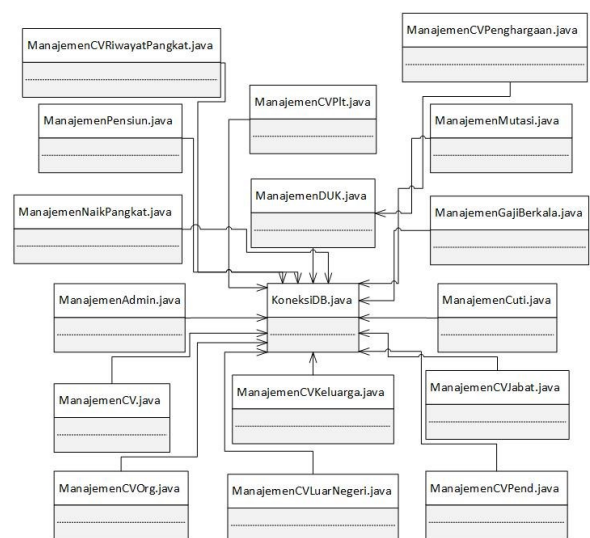 ManajemenCVRiwayatPangkat.java
ManajemenCVPenghargaan.java
ManajemenCVPlt.java
ManajemenPensiun.java
ManajemenMutasi.java
ManajemenDUK.java
ManajemenNaikPangkat.java
ManajemenGajiBerkala.java
ManajemenAdmin.java
KoneksiDB.java
ManajemenCuti.java
ManajemenCV.java
ManajemenCVKeluarga.java
ManajemenCVJabat.java
ManajemenCVOrg.java
ManajemenCVLuarNegeri.java
ManajemenCVPend.java